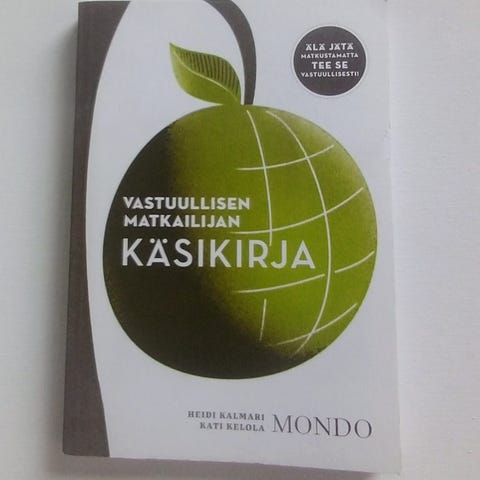 ÄLÄ JÄTÄ
MATKUSTAMATTA
TEE SE
VASTUULLISESTI!
VASTUULLISEN
MATKAILIJAN
KÄSIKIRJA
HEIDI KALMARI
KATI KELOLA
MONDO